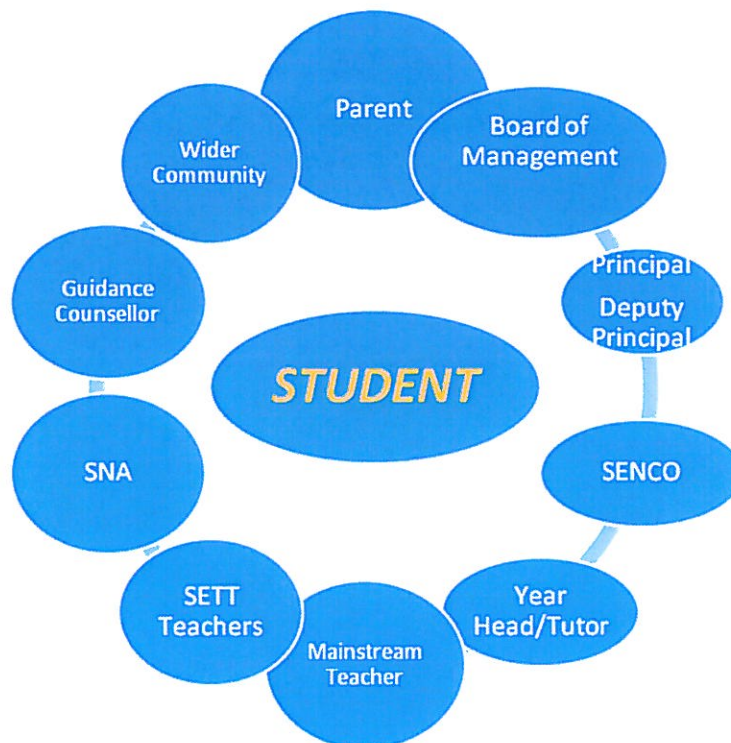 Parent
Board of
Management
Principal
Deputy
Principal
SENCO
Year
Head/Tutor
Mainstream
Teacher
SETT
Teachers
SNA
Guidance
Counsellor
Wider
Community
STUDENT